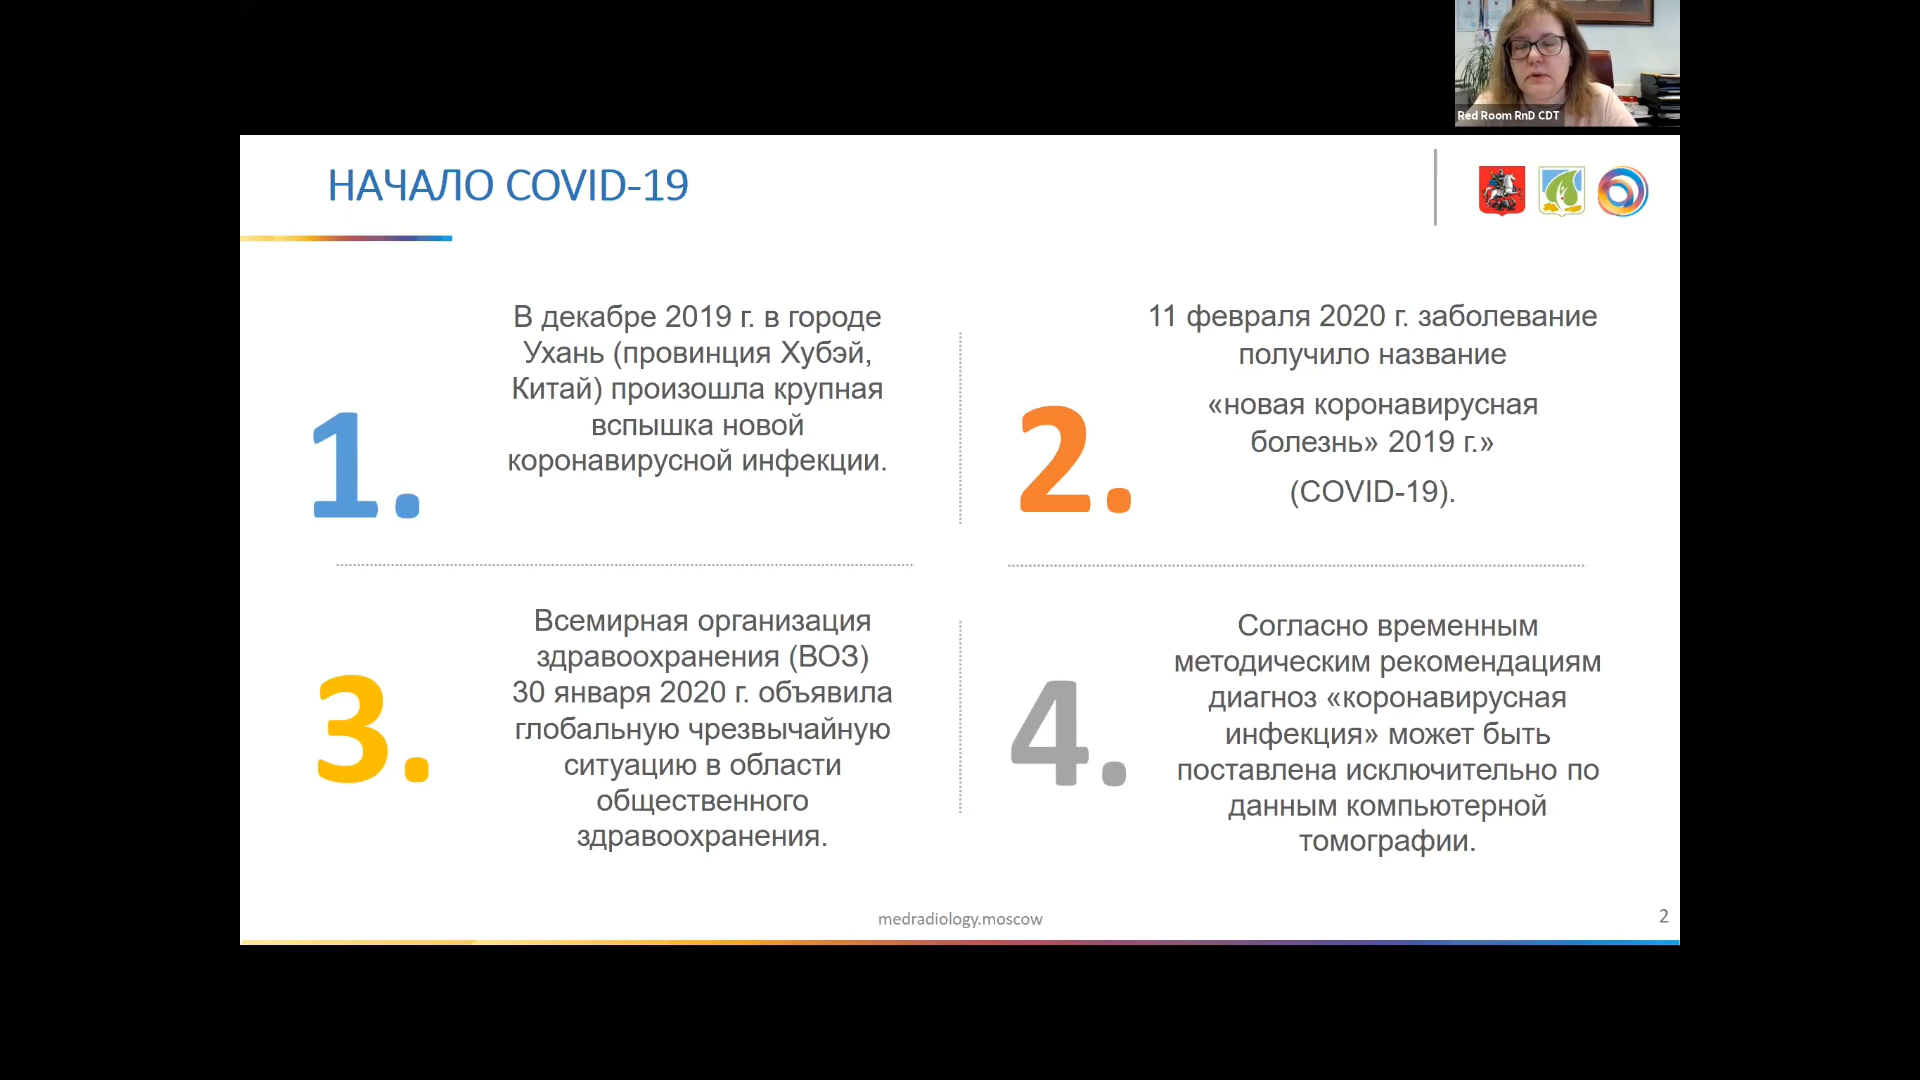 Red Room RnD CDT
НАЧАЛО COVID-19
1.
В декабре 2019 г. в городе
Ухань (провинция Хубэй,
Китай) произошла крупная
вспышка новой
коронавирусной инфекции.
2.
11 февраля 2020 г. заболевание
получило название
«новая коронавирусная
болезнь» 2019 г.»
(COVID-19).
3.
Всемирная организация
здравоохранения (ВОЗ)
30 января 2020 г. объявила
глобальную чрезвычайную
ситуацию в области
общественного
здравоохранения.
4.
Согласно временным
методическим рекомендациям
диагноз «коронавирусная
инфекция» может быть
поставлена исключительно по
данным компьютерной
томографии.
medradiology.moscow
2